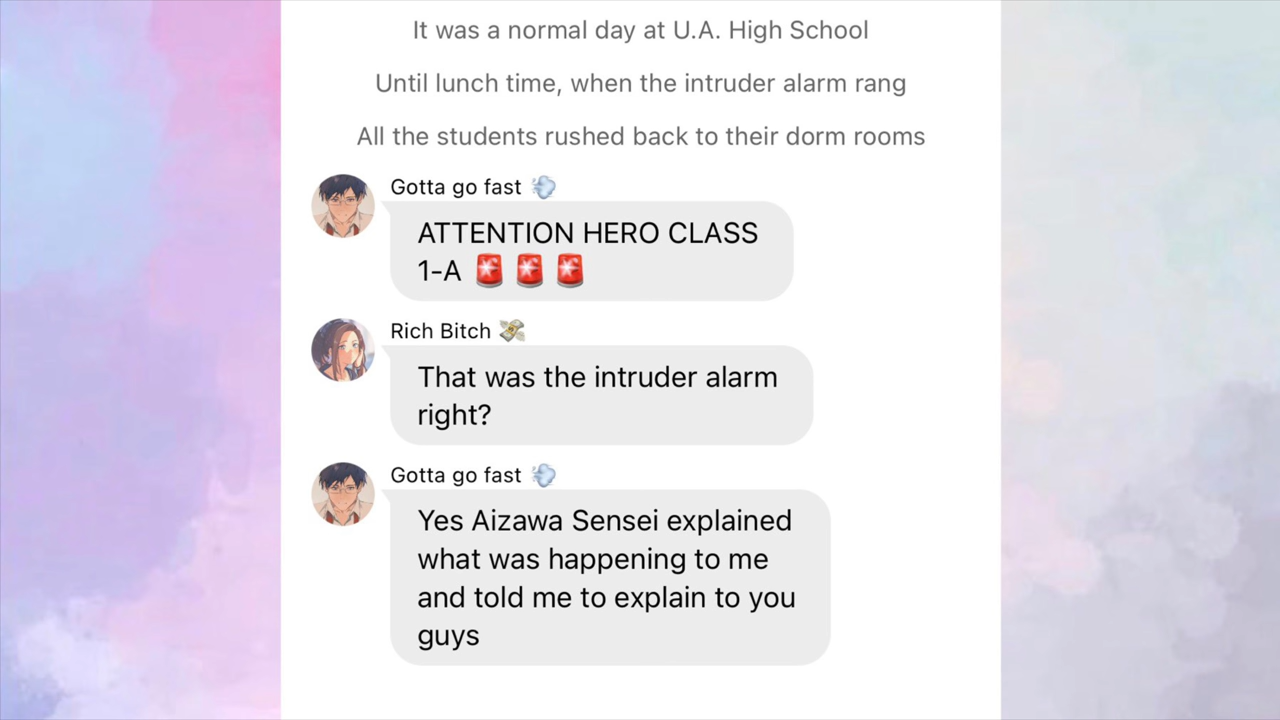 It was a normal day at U.A. High School
Until lunch time, when the intruder alarm rang
All the students rushed back to their dorm rooms
Gotta go fast 💨
ATTENTION HERO CLASS
1-A 🚨 🚨 🚨
Rich Bitch 💸
That was the intruder alarm
right?
Gotta go fast 💨
Yes Aizawa Sensei explained
what was happening to me
and told me to explain to you
guys